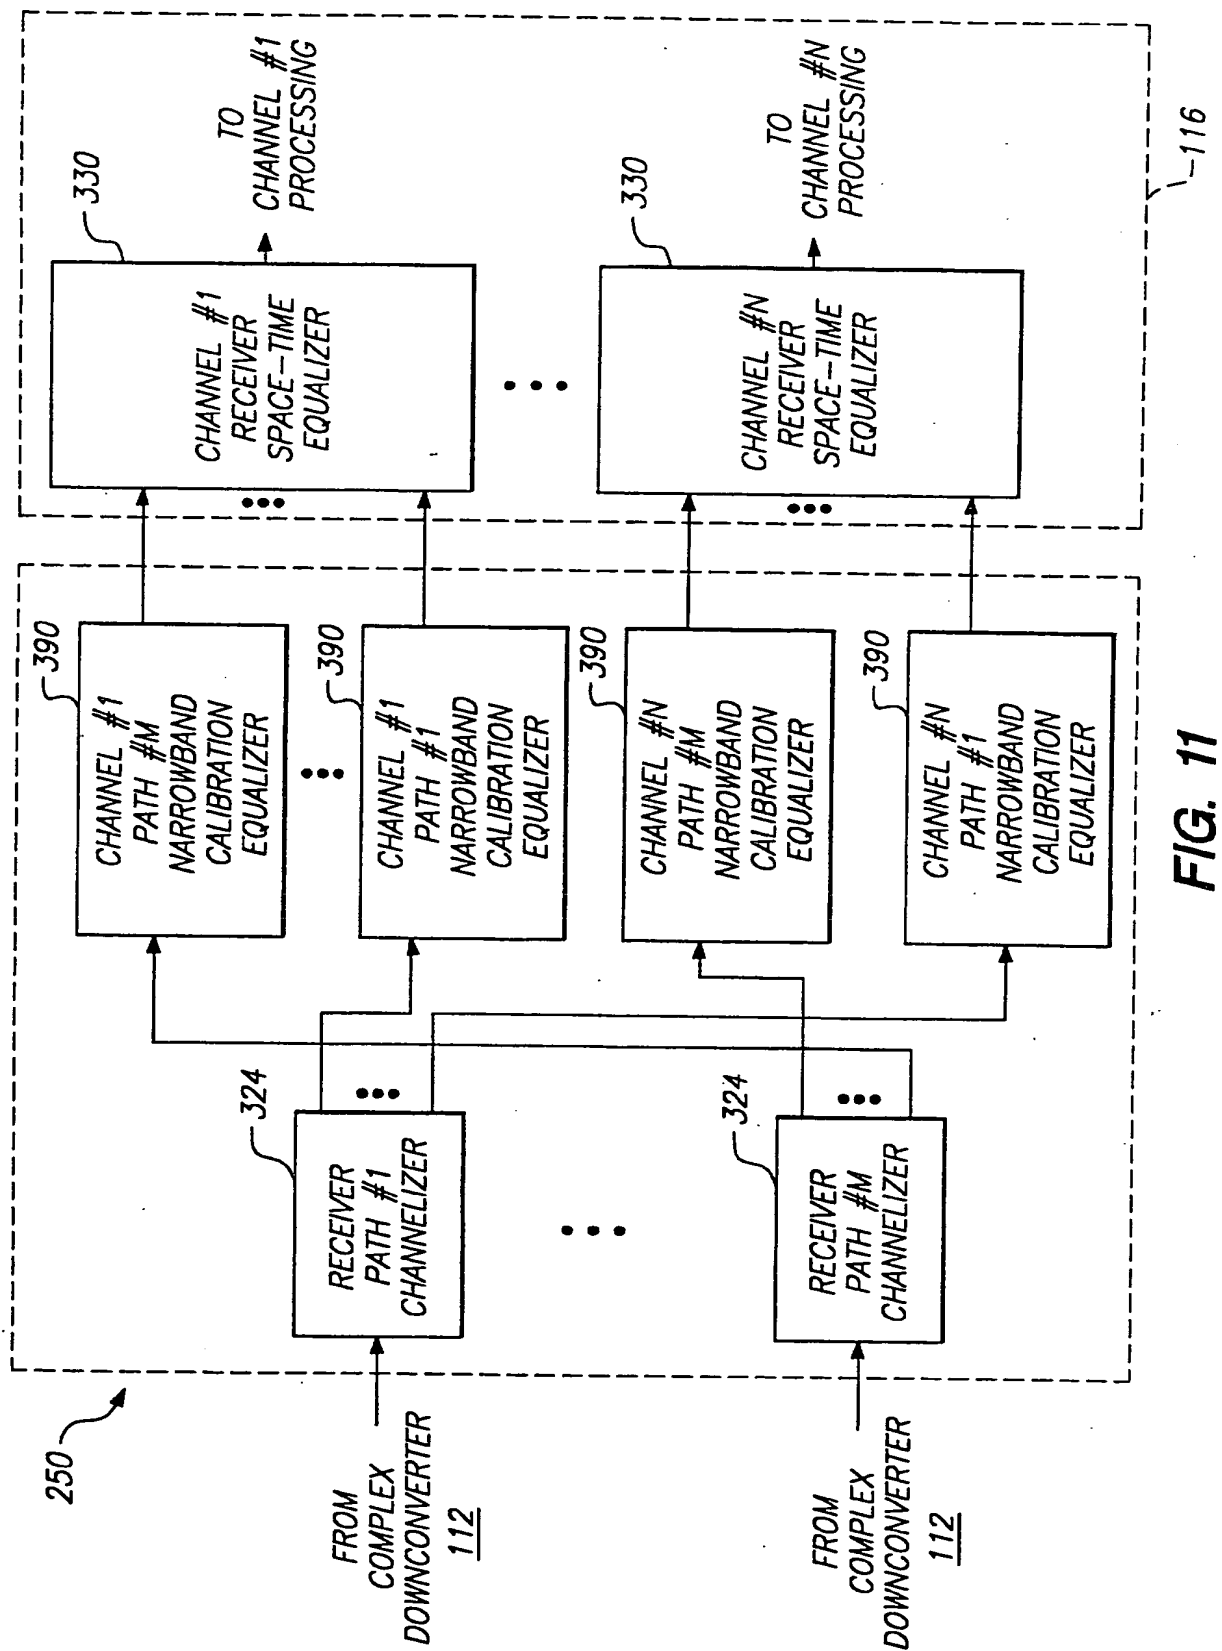 250
FROM
COMPLEX
DOWNCONVERTER
112
FROM
COMPLEX
DOWNCONVERTER
112
324
RECEIVER
PATH #1
CHANNELIZER
324
RECEIVER
PATH #M
CHANNELIZER
390
CHANNEL #1
PATH #M
NARROWBAND
CALIBRATION
EQUALIZER
390
CHANNEL #1
PATH #1
NARROWBAND
CALIBRATION
EQUALIZER
390
CHANNEL #N
PATH #M
NARROWBAND
CALIBRATION
EQUALIZER
390
CHANNEL #N
PATH #1
NARROWBAND
CALIBRATION
EQUALIZER
330
CHANNEL #1
RECEIVER
SPACE-TIME
EQUALIZER
TO
CHANNEL #1
PROCESSING
330
CHANNEL #N
RECEIVER
SPACE-TIME
EQUALIZER
TO
CHANNEL #N
PROCESSING
116
FIG. 11